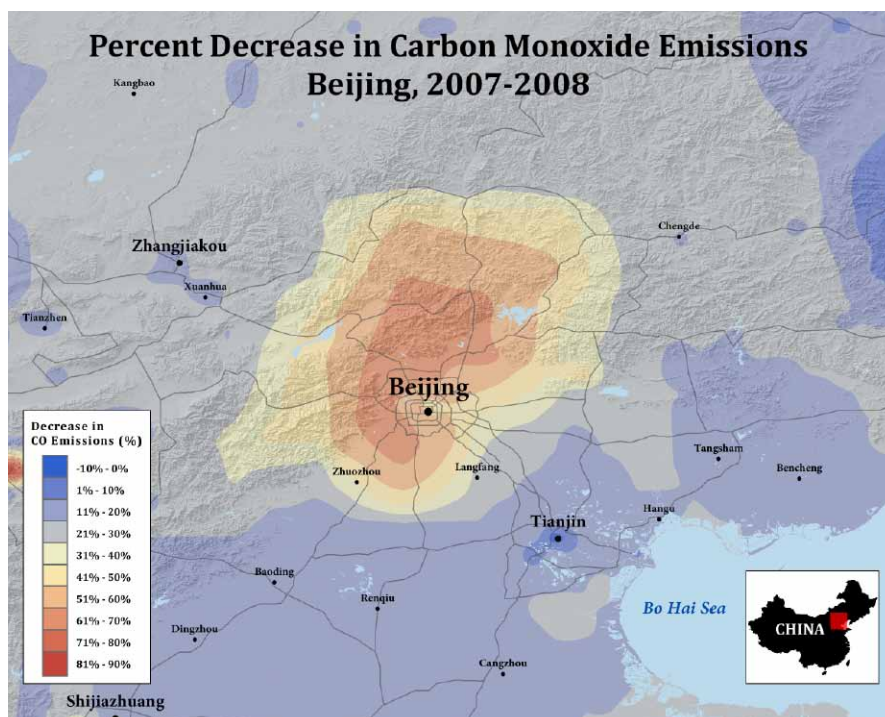 Percent Decrease in Carbon Monoxide Emissions
Beijing, 2007-2008
Kangbao
Zhangjiakou
Chengde
Xuanhua
Tianzhen
Beijing
Decrease in
CO Emissions (%)
-10% - 0%
1% - 10%
11% - 20%
21% - 30%
31% - 40%
41% - 50%
51% - 60%
61% - 70%
71% - 80%
81% - 90%
Zhuozhou
Langfang
Tangsham
Bencheng
Hangu
Tianjin
Baoding
Renqiu
Bo Hai Sea
CHINA
Dingzhou
Cangzhou
Shijiazhuang